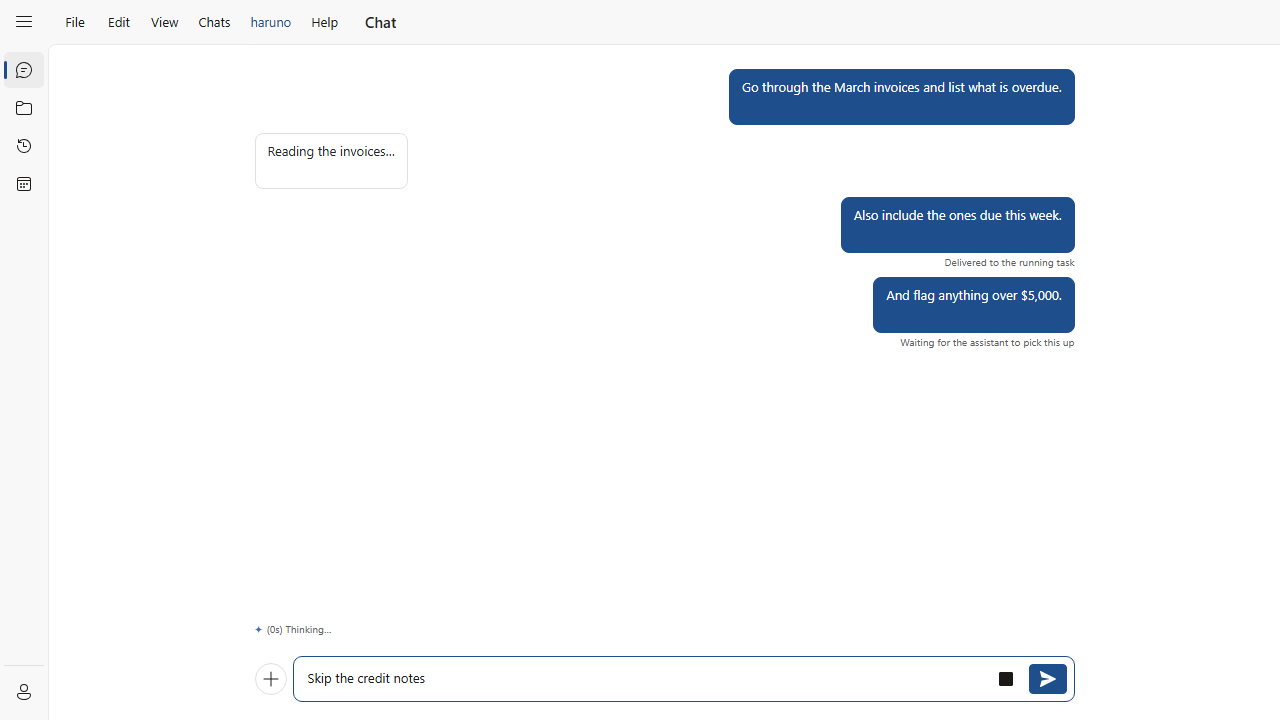 File Edit View Chats haruno Help Chat
Go through the March invoices and list what is overdue.
Reading the invoices...
Also include the ones due this week.
Delivered to the running task
And flag anything over $5,000.
Waiting for the assistant to pick this up
(0s) Thinking...
Skip the credit notes